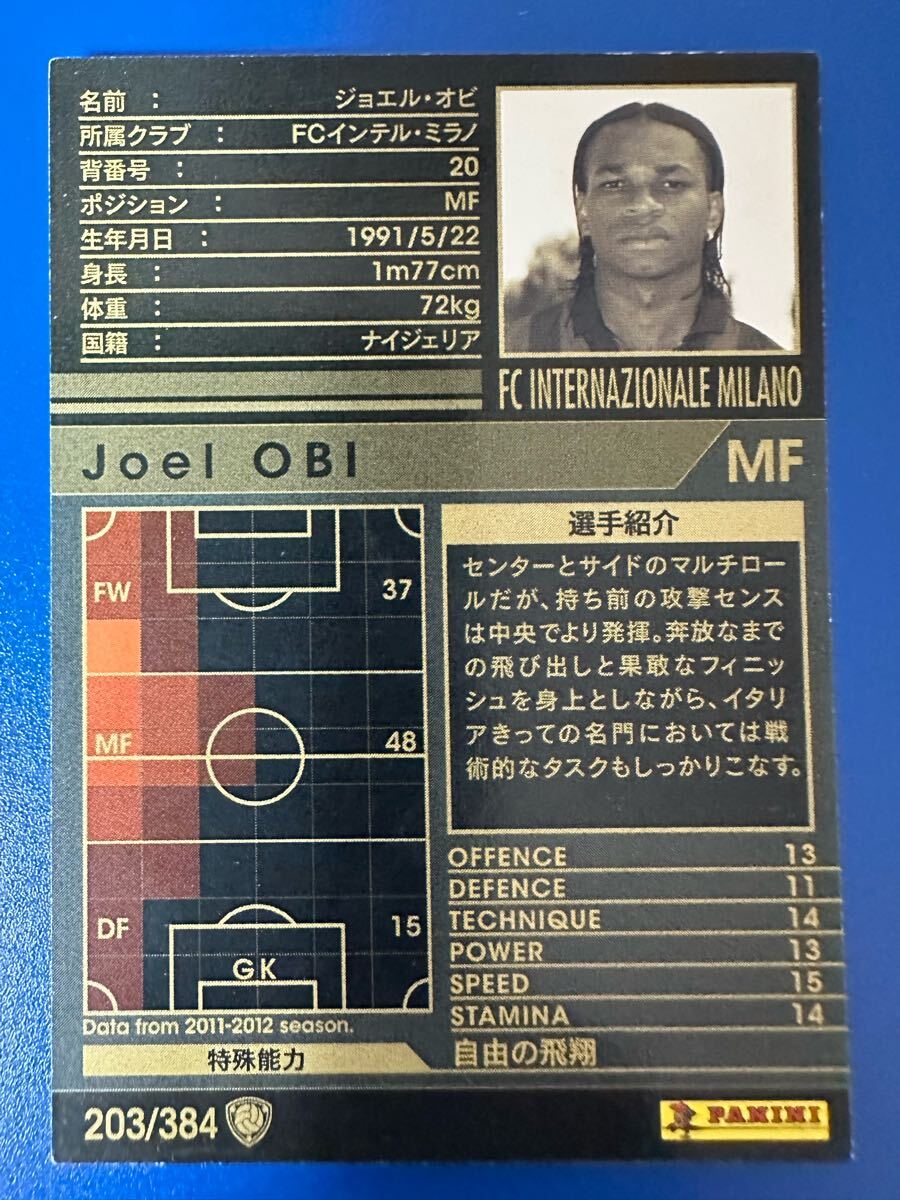 名前 : ジョエル・オビ
所属クラブ : FCインテル・ミラノ
背番号 : 20
ポジション : MF
生年月日 : 1991/5/22
身長 : 1m77cm
体重 : 72kg
国籍 : ナイジェリア
FC INTERNAZIONALE MILANO
Joel OBI
MF
FW 37
MF 48
DF 15
GK
Data from 2011-2012 season.
選手紹介
センターとサイドのマルチロー
ルだが、持ち前の攻撃センス
は中央でより発揮。奔放なまで
の飛び出しと果敢なフィニッ
シュを身上としながら、イタリ
アきっての名門においては戦
術的なタスクもしっかりこなす。
OFFENCE 13
DEFENCE 11
TECHNIQUE 14
POWER 13
SPEED 15
STAMINA 14
特殊能力 自由の飛翔
203/384
PANINI